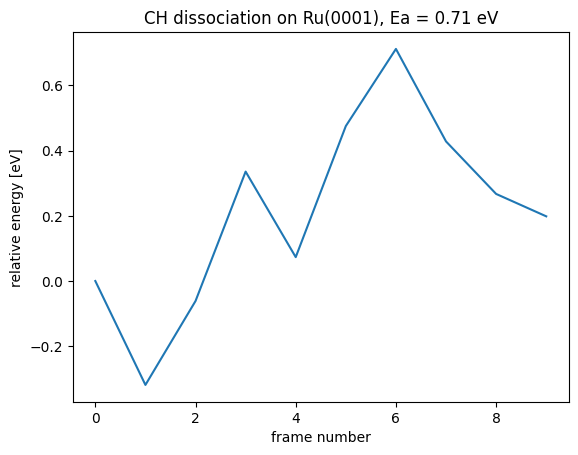 CH dissociation on Ru(0001), Ea = 0.71 eV
relative energy [eV]
0.6
0.4
0.2
0.0
−0.2
0 2 4 6 8
frame number